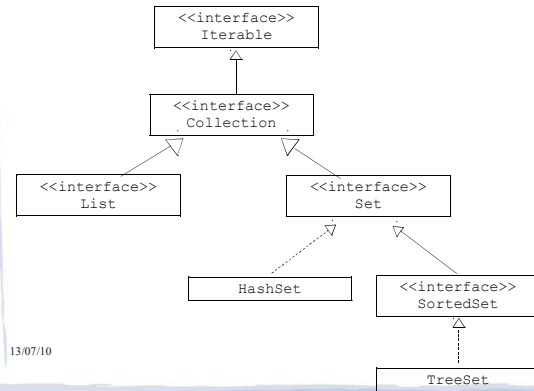 <<interface>>
Iterable
<<interface>>
Collection
<<interface>>
List
<<interface>>
Set
HashSet
<<interface>>
SortedSet
13/07/10
TreeSet